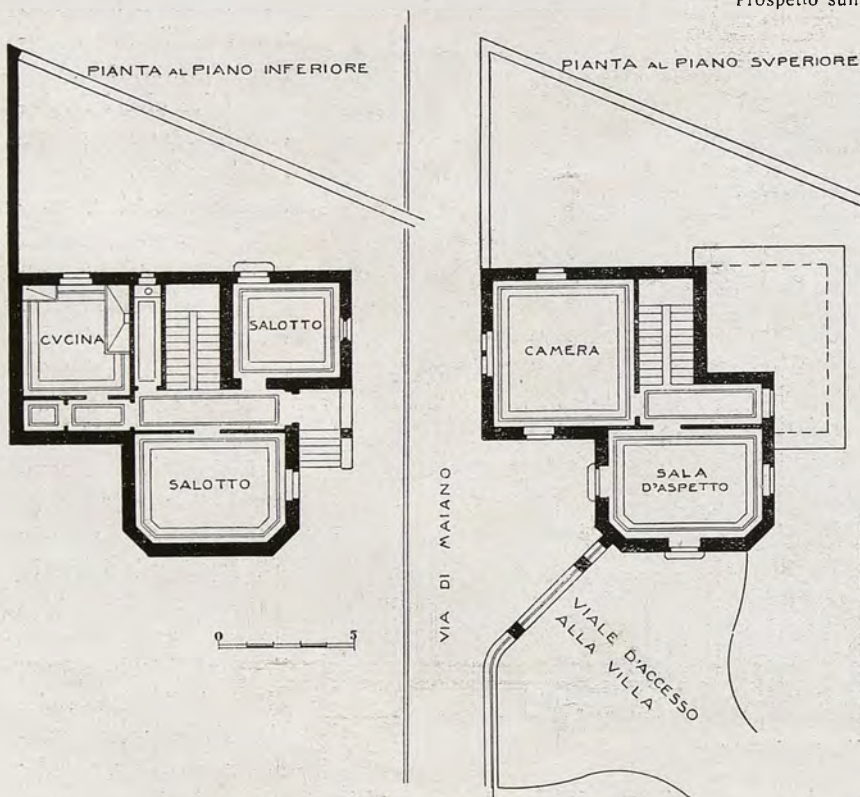 Prospetto sull
PIANTA AL PIANO INFERIORE
CVCINA
SALOTTO
SALOTTO
0 5
VIA DI MAIANO
PIANTA AL PIANO SVPERIORE
CAMERA
SALA
D'ASPETTO
VIALE D'ACCESSO
ALLA VILLA